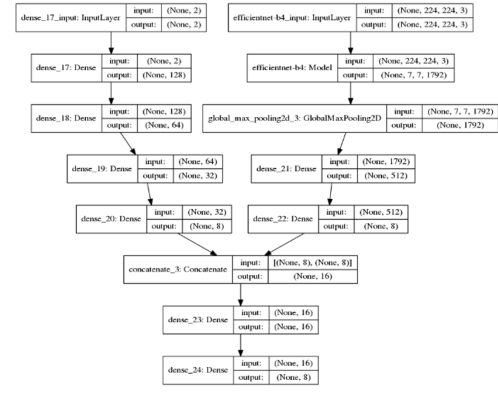 dense_17_input: InputLayer input: (None, 2)
output: (None, 2)
efficientnet-b4_input: InputLayer input: (None, 224, 224, 3)
output: (None, 224, 224, 3)
dense_17: Dense input: (None, 2)
output: (None, 128)
efficientnet-b4: Model input: (None, 224, 224, 3)
output: (None, 7, 7, 1792)
dense_18: Dense input: (None, 128)
output: (None, 64)
global_max_pooling2d_3: GlobalMaxPooling2D input: (None, 7, 7, 1792)
output: (None, 1792)
dense_19: Dense input: (None, 64)
output: (None, 32)
dense_21: Dense input: (None, 1792)
output: (None, 512)
dense_20: Dense input: (None, 32)
output: (None, 8)
dense_22: Dense input: (None, 512)
output: (None, 8)
concatenate_3: Concatenate input: [(None, 8), (None, 8)]
output: (None, 16)
dense_23: Dense input: (None, 16)
output: (None, 16)
dense_24: Dense input: (None, 16)
output: (None, 8)